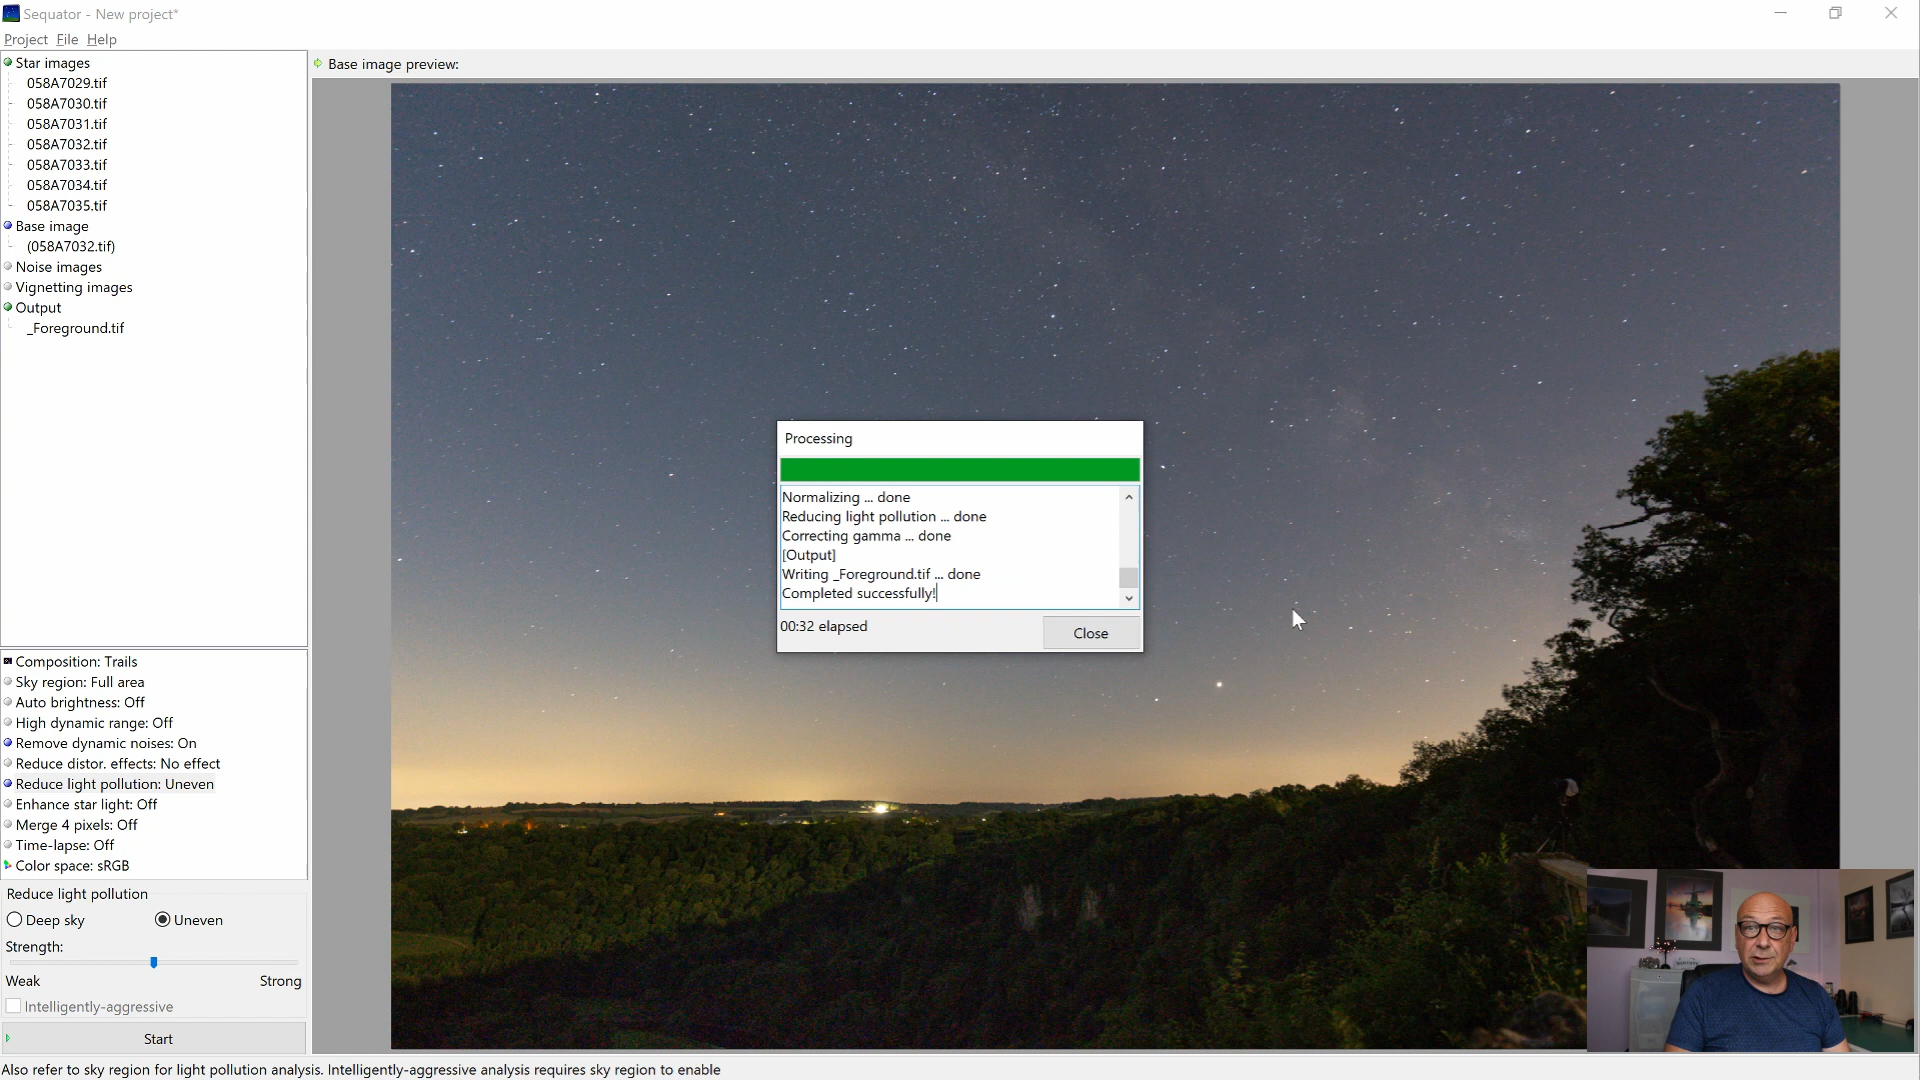 Sequator - New project*
Project File Help
Star images
058A7029.tif
058A7030.tif
058A7031.tif
058A7032.tif
058A7033.tif
058A7034.tif
058A7035.tif
Base image
(058A7032.tif)
Noise images
Vignetting images
Output
_Foreground.tif
Base image preview:
Processing
Normalizing ... done
Reducing light pollution ... done
Correcting gamma ... done
[Output]
Writing _Foreground.tif ... done
Completed successfully!
00:32 elapsed
Close
Composition: Trails
Sky region: Full area
Auto brightness: Off
High dynamic range: Off
Remove dynamic noises: On
Reduce distor. effects: No effect
Reduce light pollution: Uneven
Enhance star light: Off
Merge 4 pixels: Off
Time-lapse: Off
Color space: sRGB
Reduce light pollution
Deep sky Uneven
Strength:
Weak Strong
Intelligently-aggressive
Start
Also refer to sky region for light pollution analysis. Intelligently-aggressive analysis requires sky region to enable